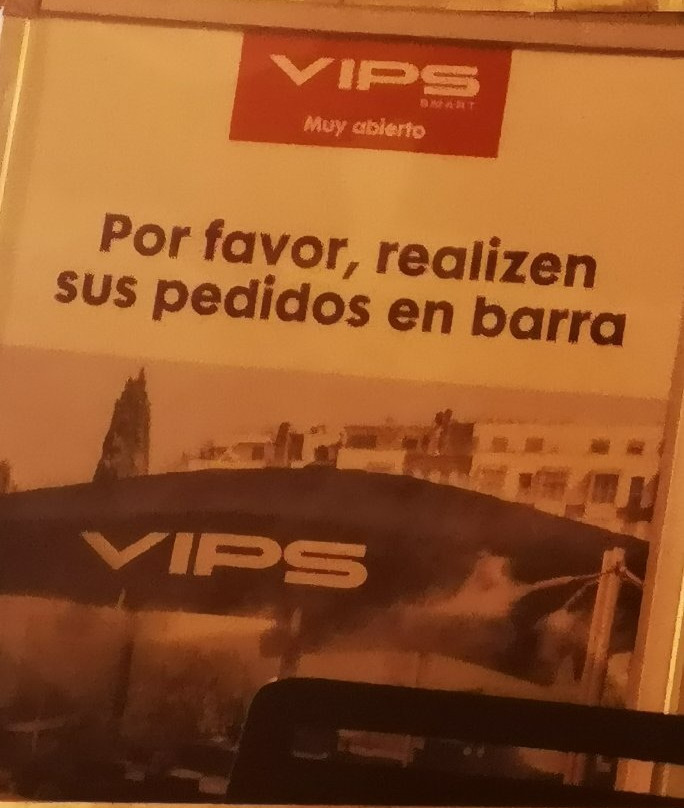 VIPS
SMART
Muy abierto
Por favor, realizen
sus pedidos en barra
VIPS